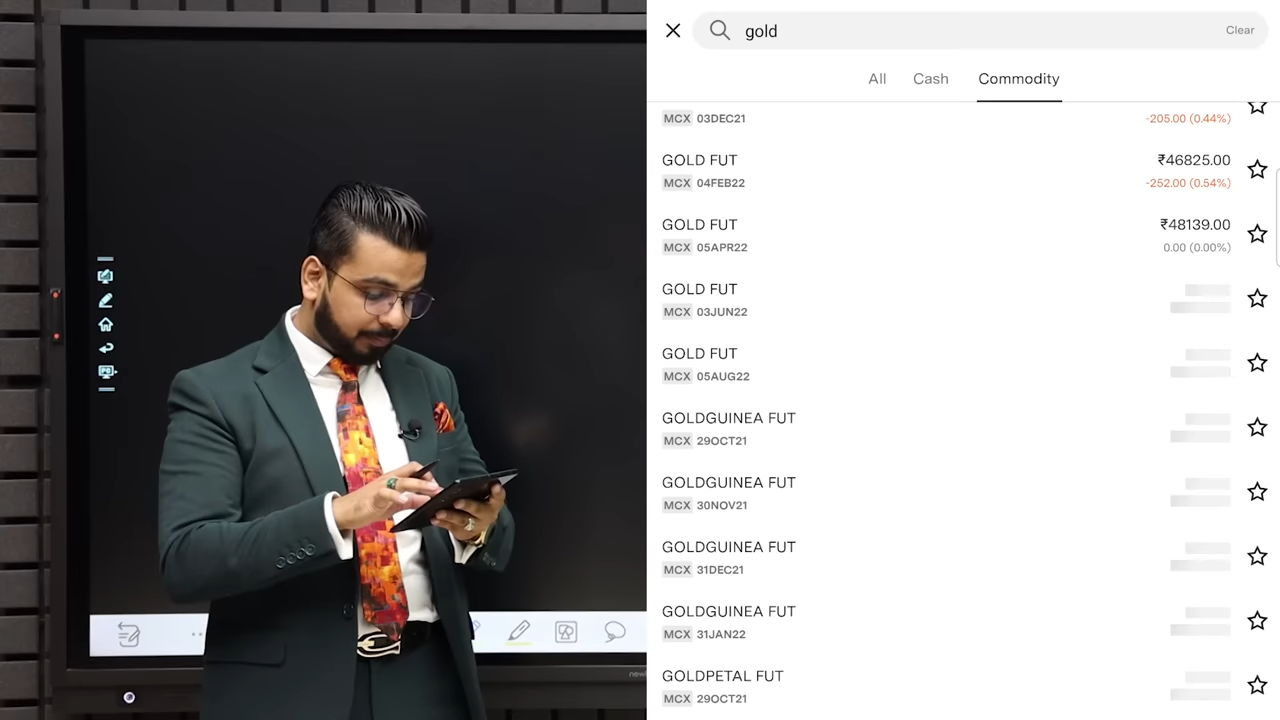 gold
Clear
All Cash Commodity
MCX 03DEC21 -205.00 (0.44%)
GOLD FUT ₹46825.00
MCX 04FEB22 -252.00 (0.54%)
GOLD FUT ₹48139.00
MCX 05APR22 0.00 (0.00%)
GOLD FUT
MCX 03JUN22
GOLD FUT
MCX 05AUG22
GOLDGUINEA FUT
MCX 29OCT21
GOLDGUINEA FUT
MCX 30NOV21
GOLDGUINEA FUT
MCX 31DEC21
GOLDGUINEA FUT
MCX 31JAN22
GOLDPETAL FUT
MCX 29OCT21